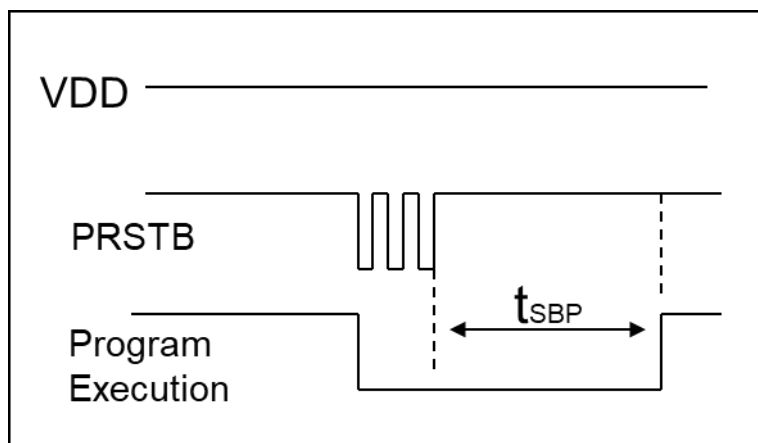 VDD
PRSTB
tSBP
Program
Execution